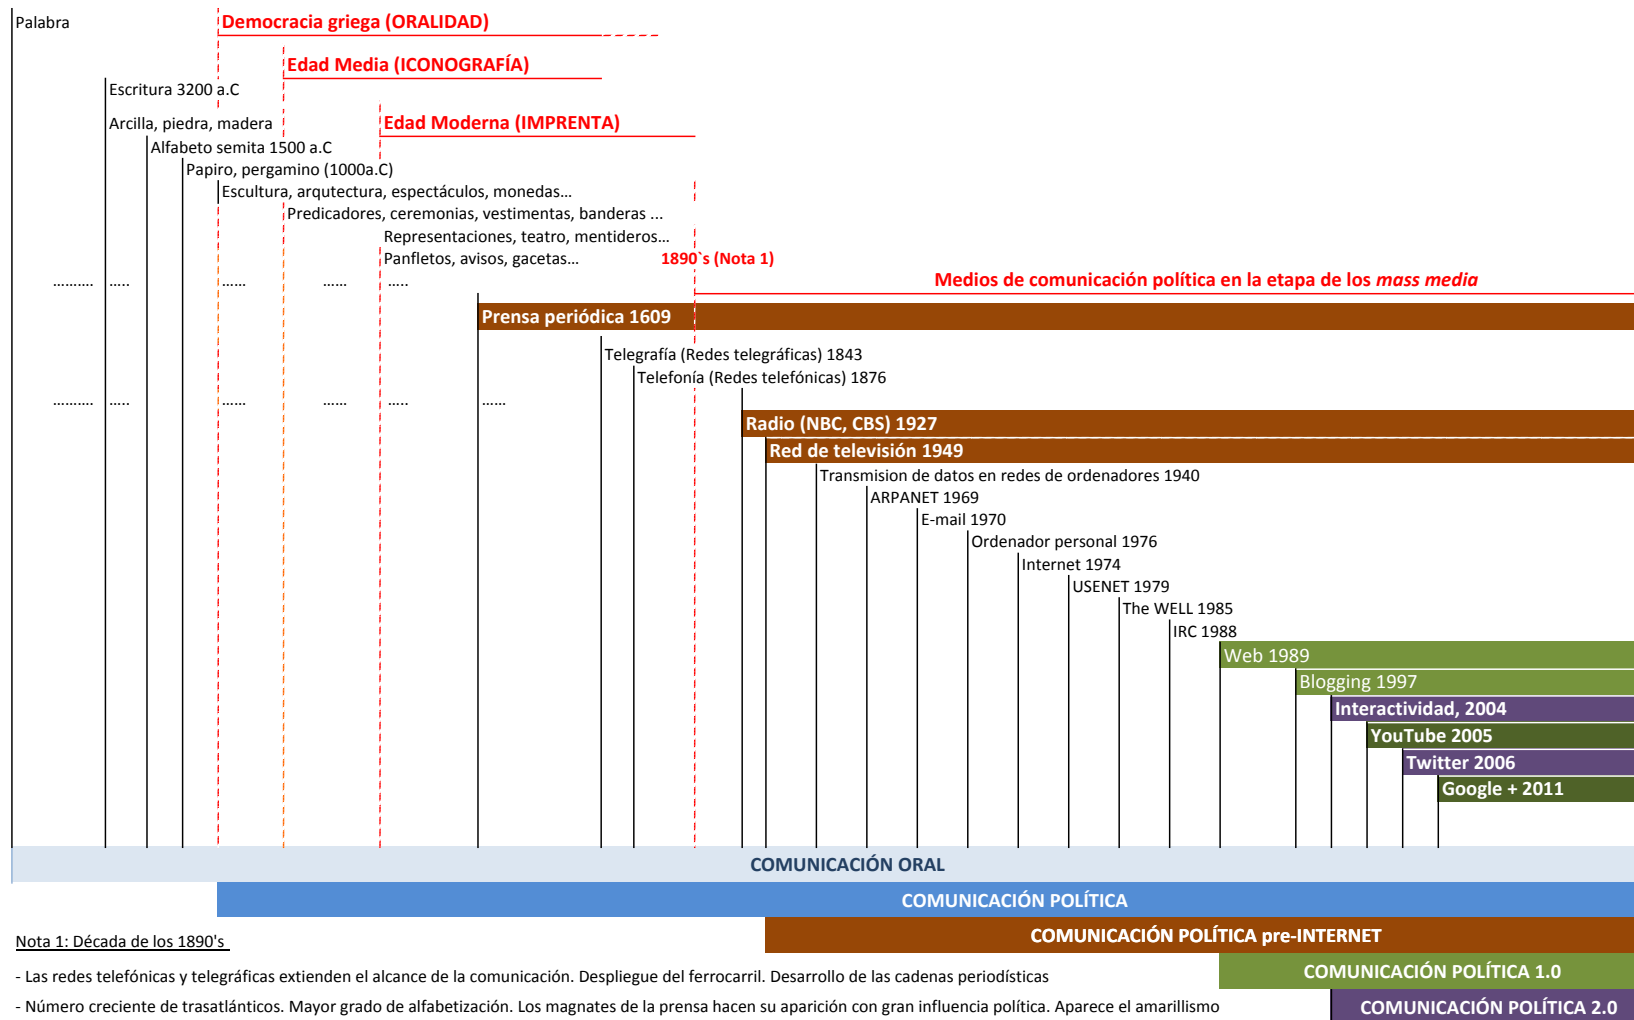 Palabra
Democracia griega (ORALIDAD)
Edad Media (ICONOGRAFÍA)
Escritura 3200 a.C
Arcilla, piedra, madera
Edad Moderna (IMPRENTA)
Alfabeto semita 1500 a.C
Papiro, pergamino (1000a.C)
Escultura, arqutectura, espectáculos, monedas...
Predicadores, ceremonias, vestimentas, banderas ...
Representaciones, teatro, mentideros...
Panfletos, avisos, gacetas...
1890`s (Nota 1)
.......... ..... ...... ...... .....
Medios de comunicación política en la etapa de los mass media
Prensa periódica 1609
Telegrafía (Redes telegráficas) 1843
Telefonía (Redes telefónicas) 1876
.......... ..... ...... ...... ..... ......
Radio (NBC, CBS) 1927
Red de televisión 1949
Transmision de datos en redes de ordenadores 1940
ARPANET 1969
E-mail 1970
Ordenador personal 1976
Internet 1974
USENET 1979
The WELL 1985
IRC 1988
Web 1989
Blogging 1997
Interactividad, 2004
YouTube 2005
Twitter 2006
Google + 2011
COMUNICACIÓN ORAL
COMUNICACIÓN POLÍTICA
COMUNICACIÓN POLÍTICA pre-INTERNET
Nota 1: Década de los 1890's
- Las redes telefónicas y telegráficas extienden el alcance de la comunicación. Despliegue del ferrocarril. Desarrollo de las cadenas periodísticas
COMUNICACIÓN POLÍTICA 1.0
- Número creciente de trasatlánticos. Mayor grado de alfabetización. Los magnates de la prensa hacen su aparición con gran influencia política. Aparece el amarillismo
COMUNICACIÓN POLÍTICA 2.0